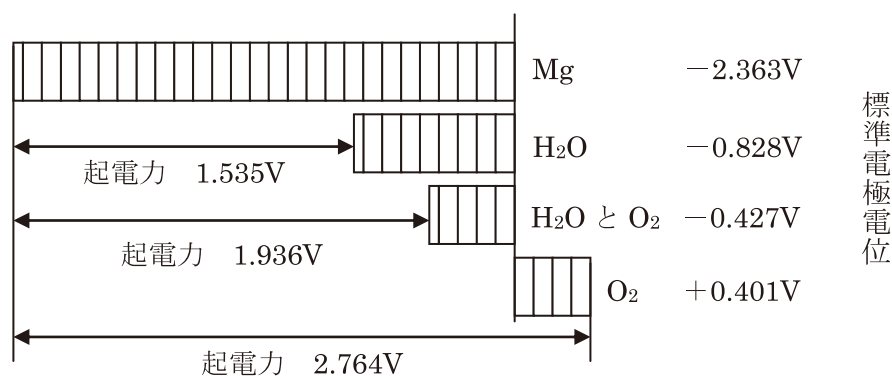 Mg －2.363V
H₂O －0.828V
起電力 1.535V
H₂O と O₂ －0.427V
起電力 1.936V
O₂ ＋0.401V
起電力 2.764V
標準電極電位